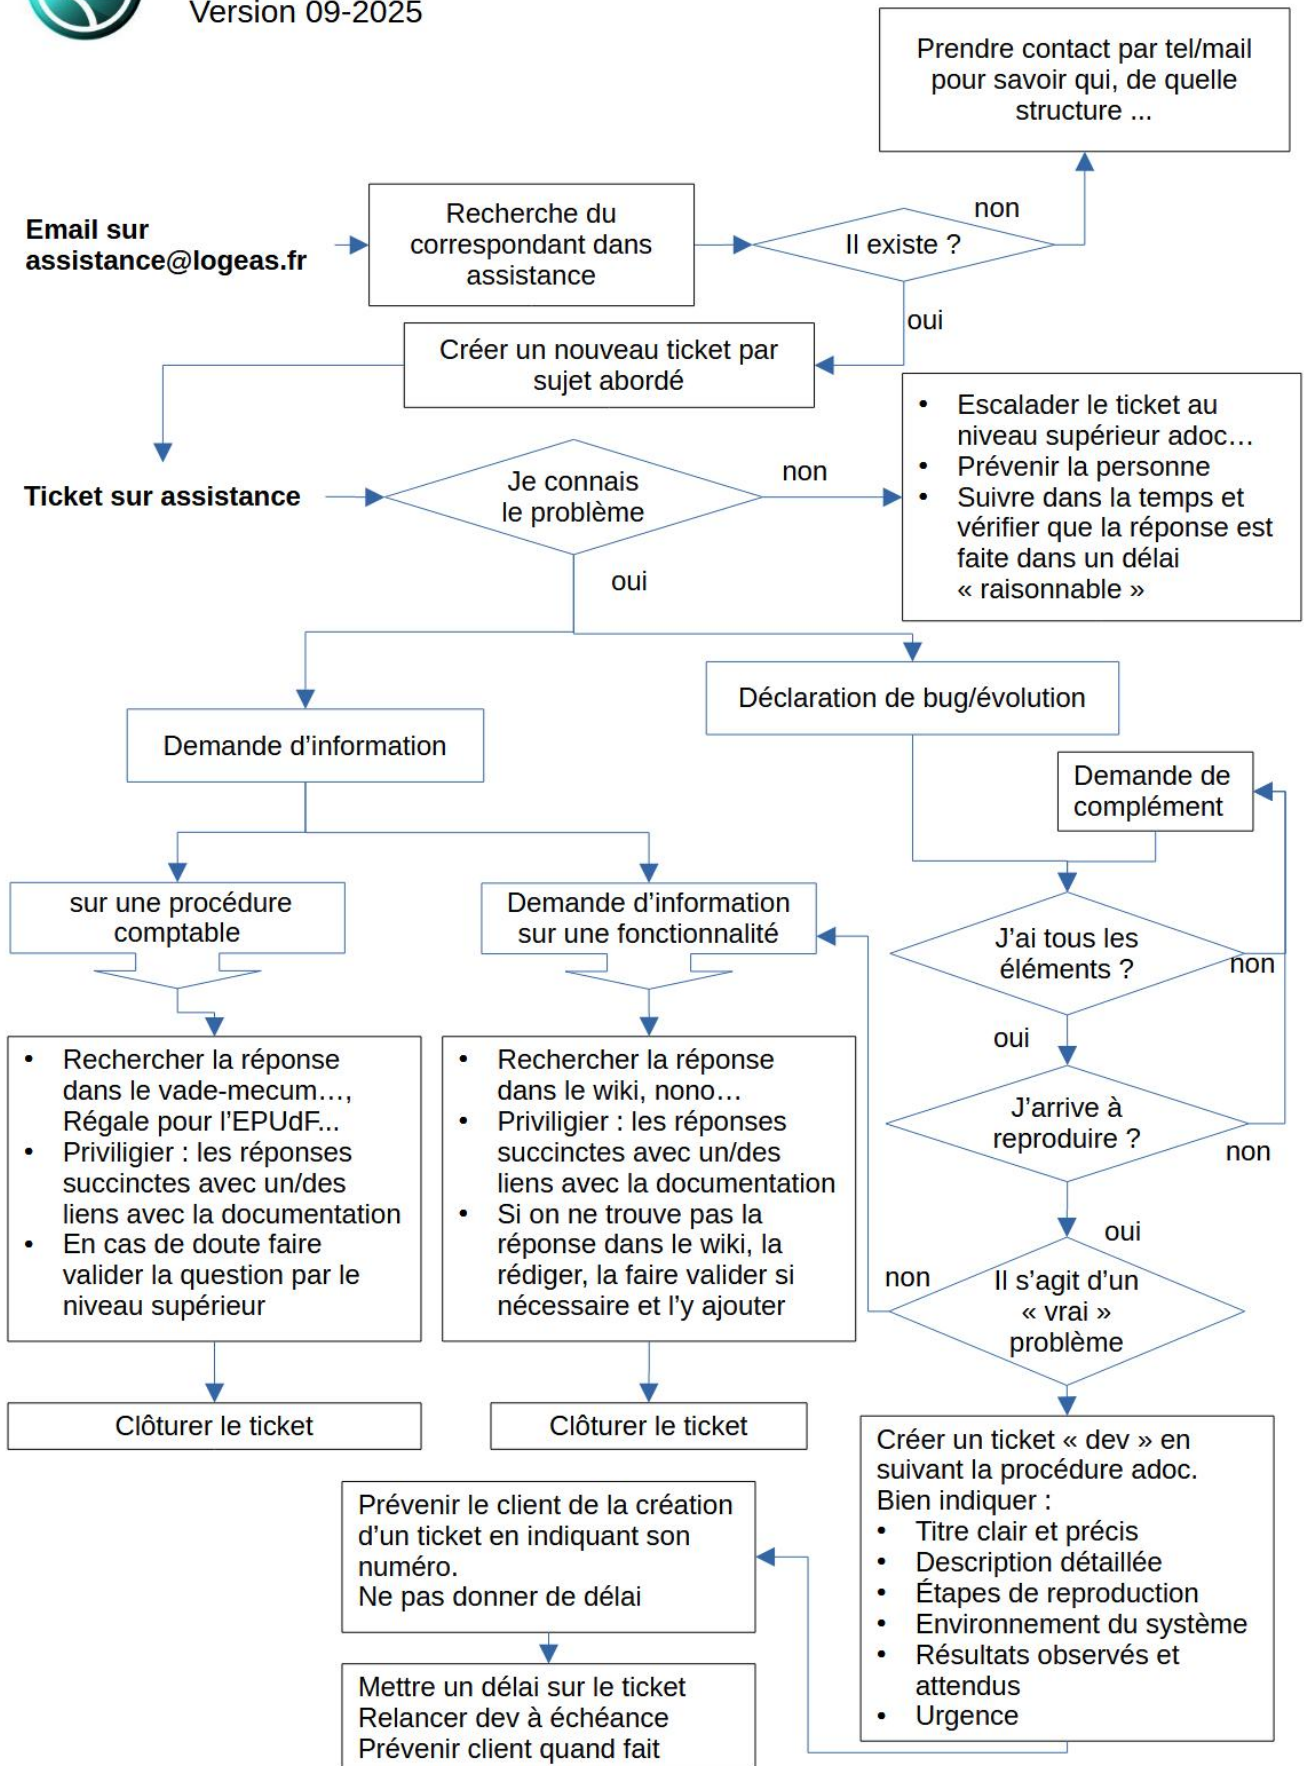 Version 09-2025
Prendre contact par tel/mail
pour savoir qui, de quelle
structure ...
non
Email sur
assistance@logeas.fr
Recherche du
correspondant dans
assistance
Il existe ?
oui
Créer un nouveau ticket par
sujet abordé
• Escalader le ticket au
niveau supérieur adoc…
• Prévenir la personne
• Suivre dans la temps et
vérifier que la réponse est
faite dans un délai
« raisonnable »
Ticket sur assistance
Je connais
le problème
non
oui
Déclaration de bug/évolution
Demande d’information
Demande de
complément
sur une procédure
comptable
Demande d’information
sur une fonctionnalité
J’ai tous les
éléments ?
non
oui
• Rechercher la réponse
dans le vade-mecum…,
Régale pour l’EPUdF...
• Priviligier : les réponses
succinctes avec un/des
liens avec la documentation
• En cas de doute faire
valider la question par le
niveau supérieur
• Rechercher la réponse
dans le wiki, nono…
• Priviligier : les réponses
succinctes avec un/des
liens avec la documentation
• Si on ne trouve pas la
réponse dans le wiki, la
rédiger, la faire valider si
nécessaire et l’y ajouter
J’arrive à
reproduire ?
non
oui
non
Il s’agit d’un
« vrai »
problème
Clôturer le ticket
Clôturer le ticket
Créer un ticket « dev » en
suivant la procédure adoc.
Bien indiquer :
• Titre clair et précis
• Description détaillée
• Étapes de reproduction
• Environnement du système
• Résultats observés et
attendus
• Urgence
Prévenir le client de la création
d’un ticket en indiquant son
numéro.
Ne pas donner de délai
Mettre un délai sur le ticket
Relancer dev à échéance
Prévenir client quand fait